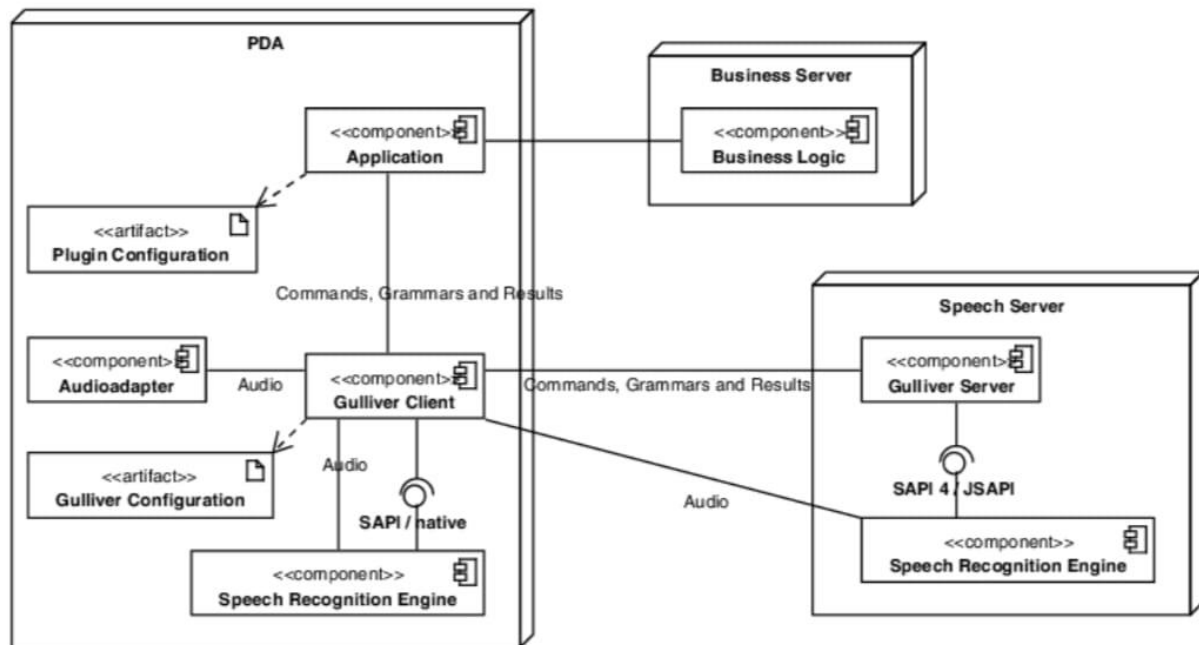 PDA
Business Server
<<component>>
Application
<<component>>
Business Logic
<<artifact>>
Plugin Configuration
Commands, Grammars and Results
Speech Server
<<component>>
Audioadapter
Audio
<<component>>
Gulliver Client
Commands, Grammars and Results
<<component>>
Gulliver Server
<<artifact>>
Gulliver Configuration
Audio
SAPI / native
Audio
SAPI 4 / JSAPI
<<component>>
Speech Recognition Engine
<<component>>
Speech Recognition Engine